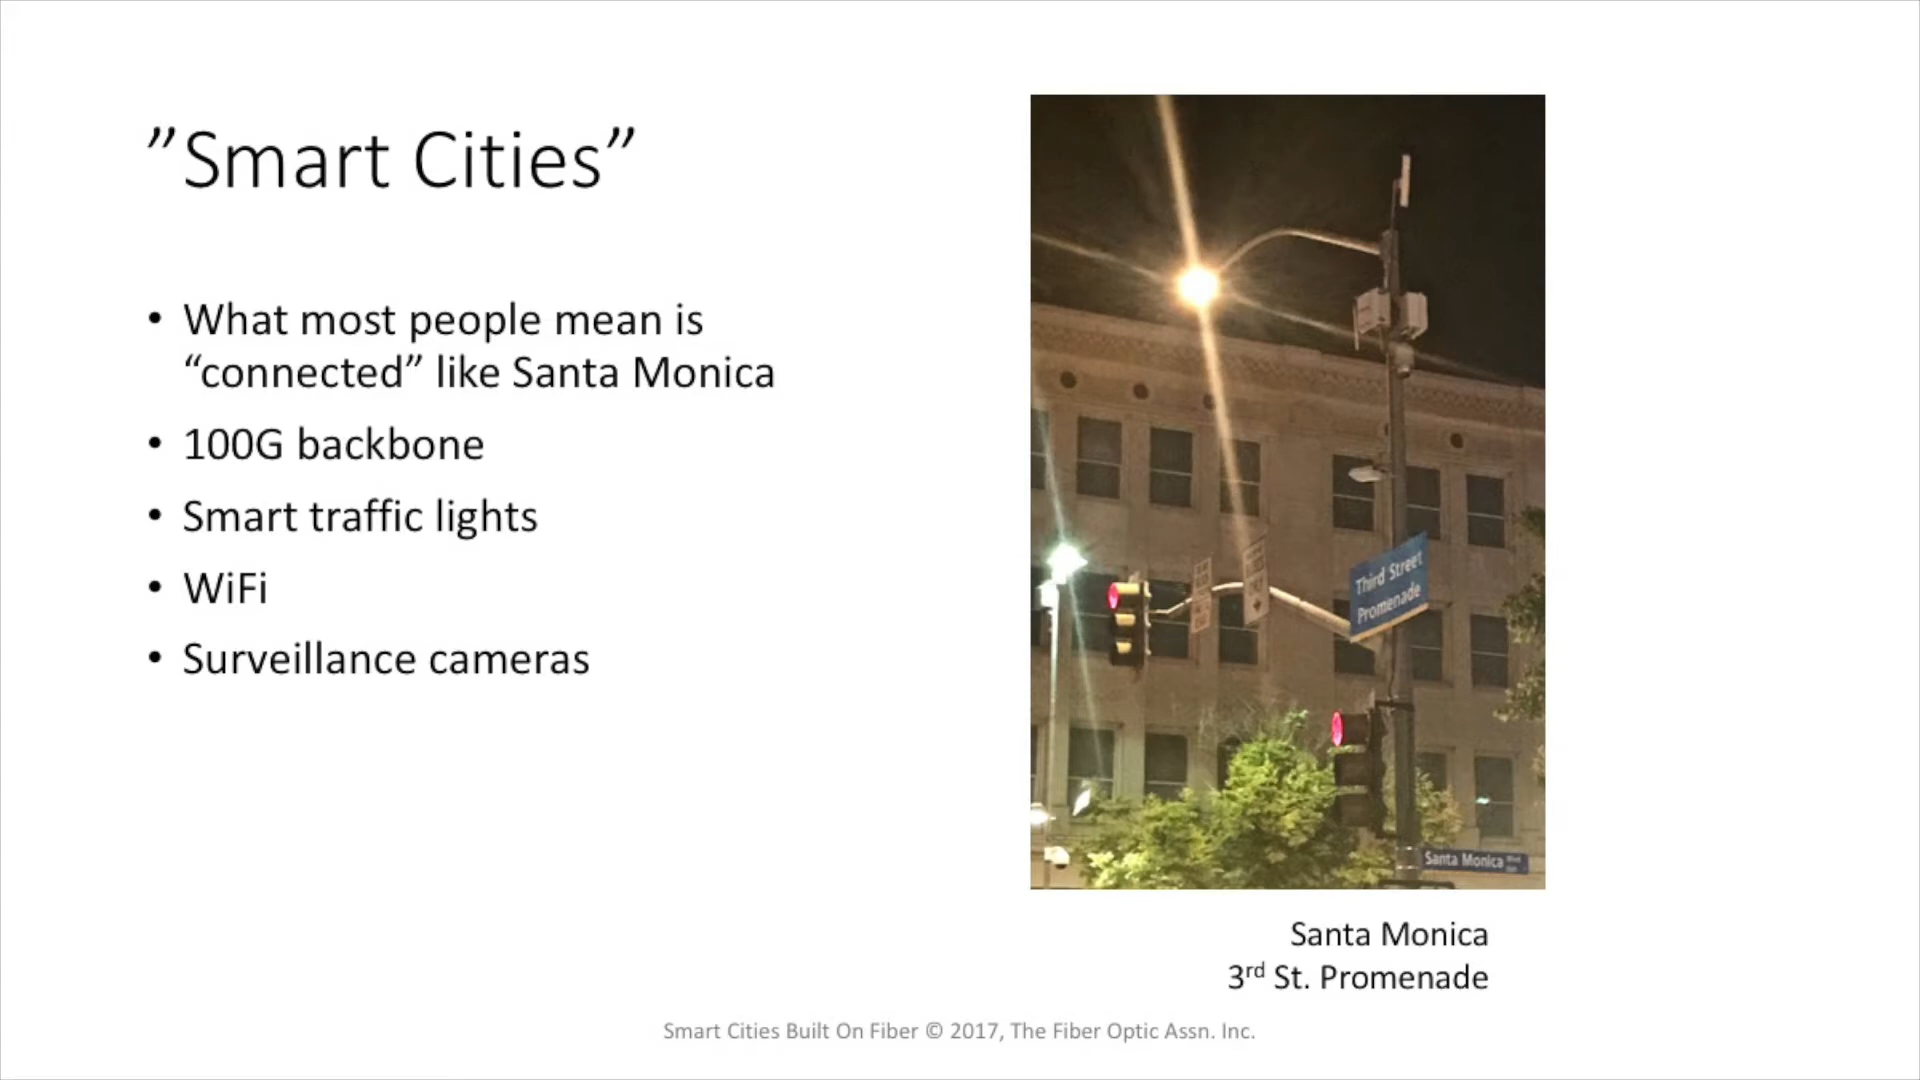 ”Smart Cities”
• What most people mean is
“connected” like Santa Monica
• 100G backbone
• Smart traffic lights
• WiFi
• Surveillance cameras
Third Street
Promenade
Santa Monica Blvd
Santa Monica
3rd St. Promenade
Smart Cities Built On Fiber © 2017, The Fiber Optic Assn. Inc.